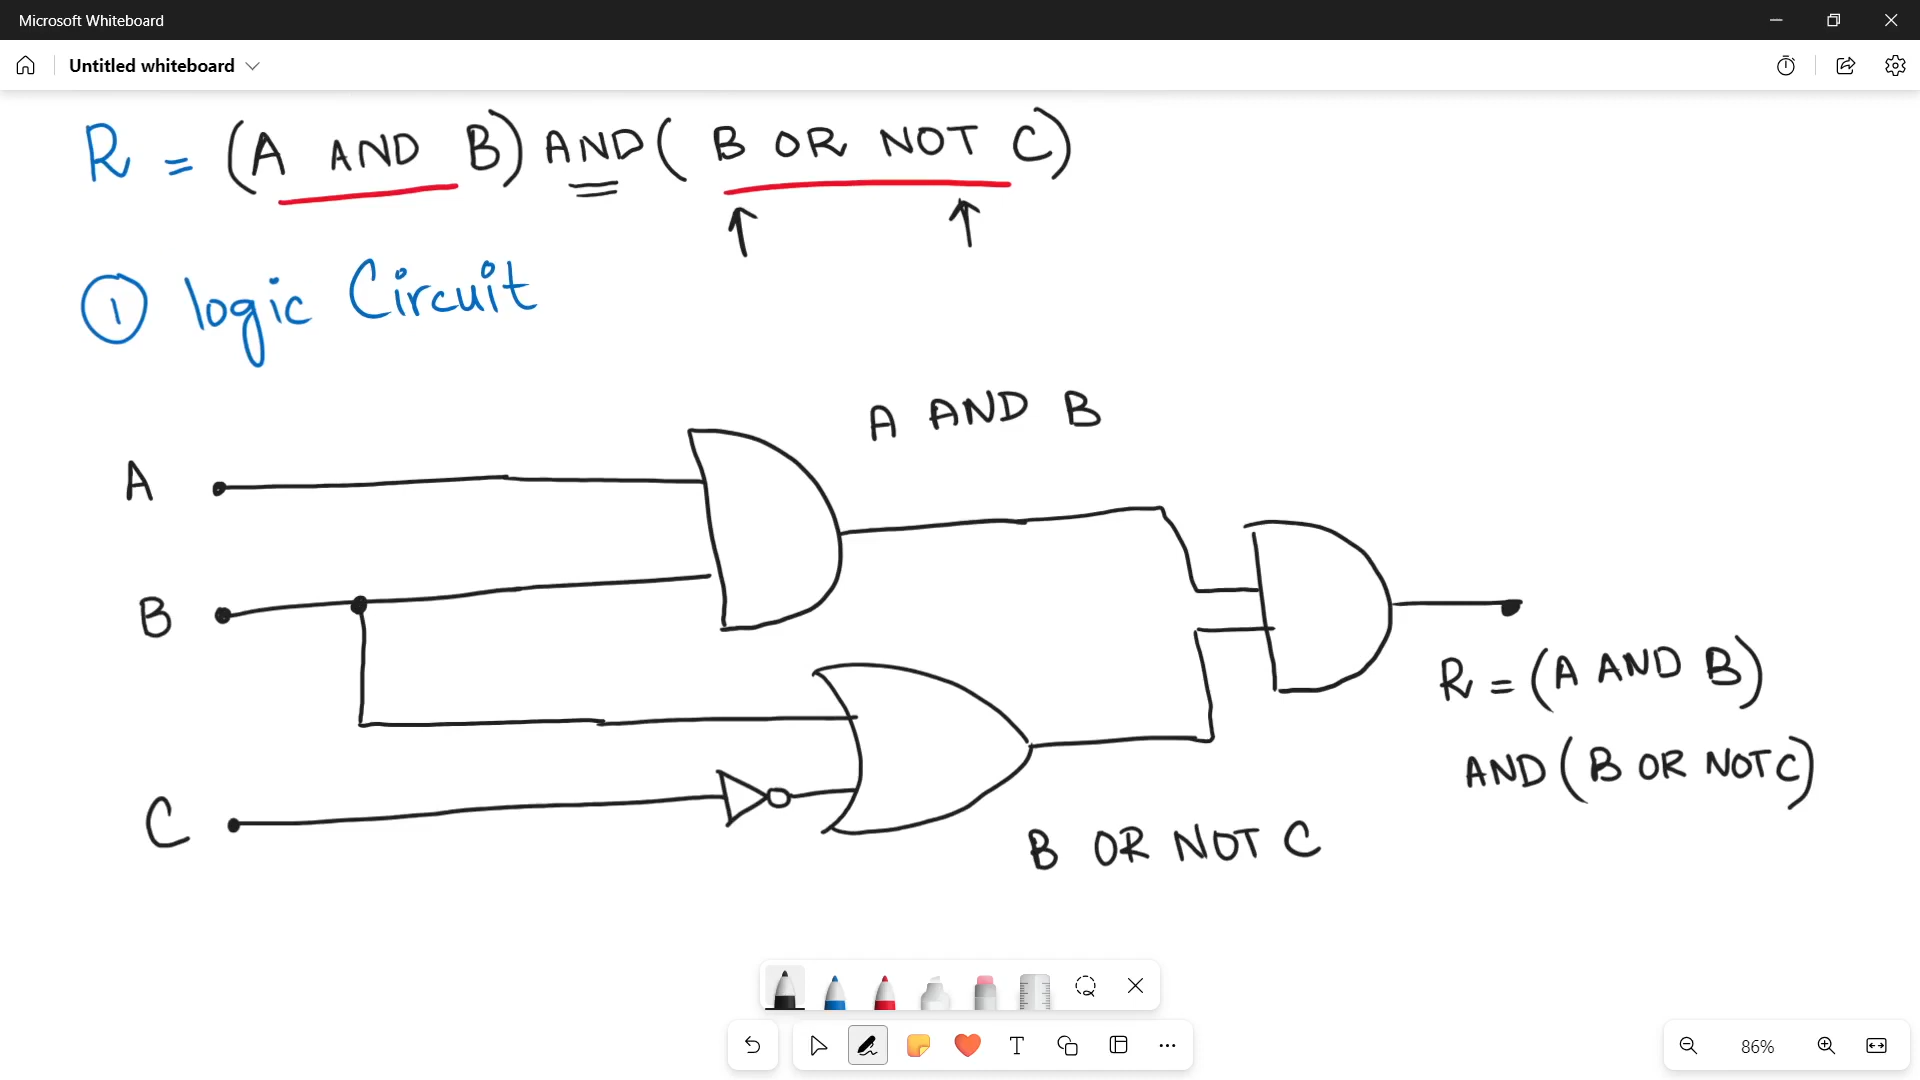 Microsoft Whiteboard
Untitled whiteboard
R = (A AND B) AND ( B OR NOT C)
① logic Circuit
A AND B
A
B
R = (A AND B)
AND ( B OR NOT C)
C
B OR NOT C
86%